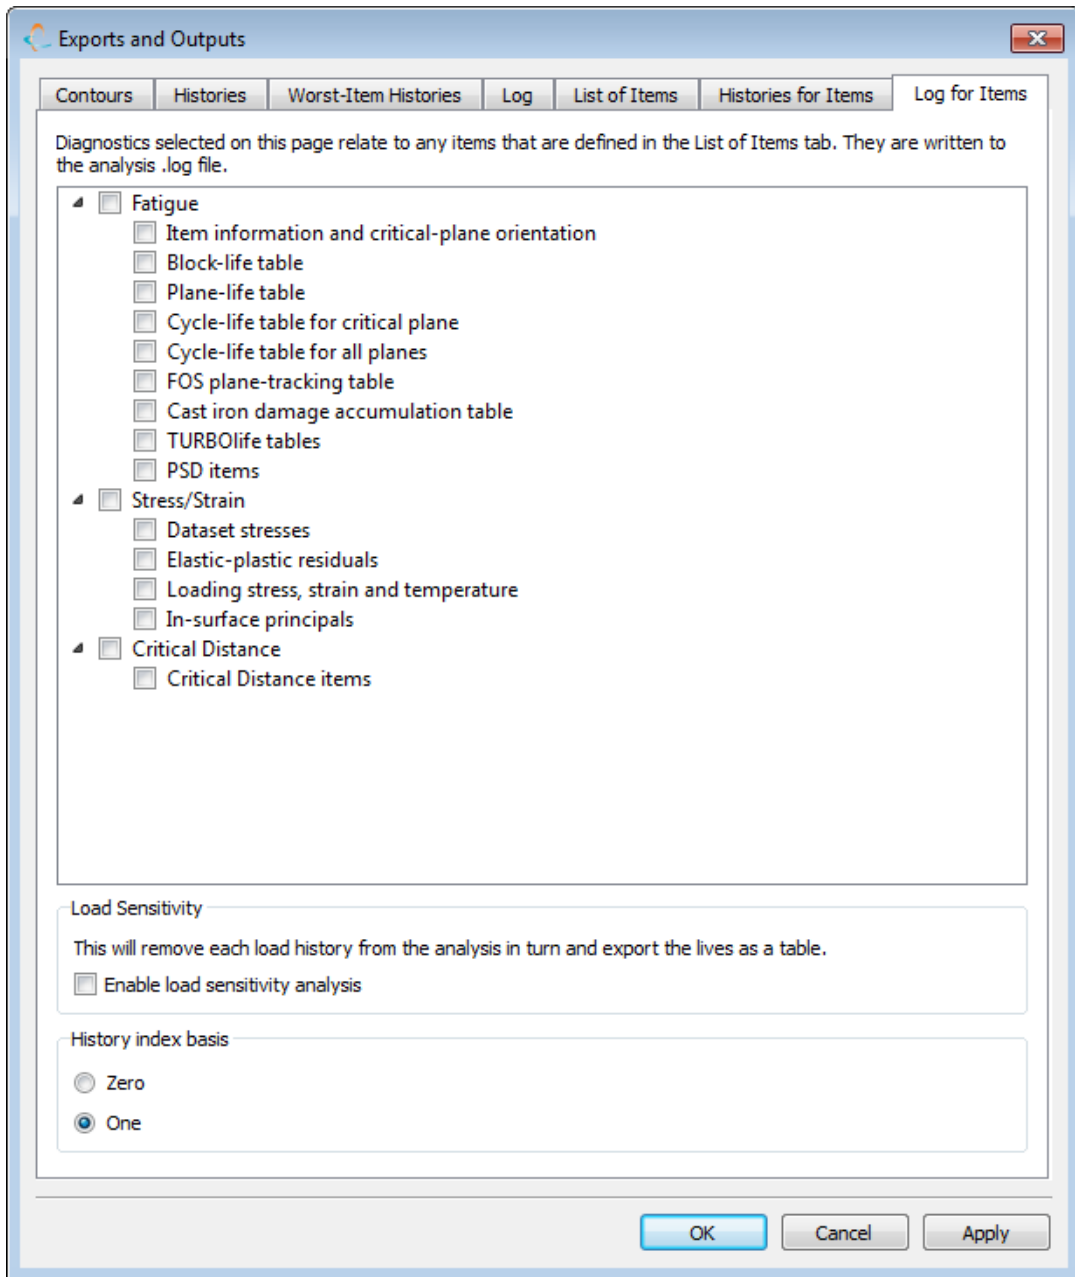 Exports and Outputs
Contours Histories Worst-Item Histories Log List of Items Histories for Items Log for Items
Diagnostics selected on this page relate to any items that are defined in the List of Items tab. They are written to
the analysis .log file.
Fatigue
Item information and critical-plane orientation
Block-life table
Plane-life table
Cycle-life table for critical plane
Cycle-life table for all planes
FOS plane-tracking table
Cast iron damage accumulation table
TURBOlife tables
PSD items
Stress/Strain
Dataset stresses
Elastic-plastic residuals
Loading stress, strain and temperature
In-surface principals
Critical Distance
Critical Distance items
Load Sensitivity
This will remove each load history from the analysis in turn and export the lives as a table.
Enable load sensitivity analysis
History index basis
Zero
One
OK Cancel Apply